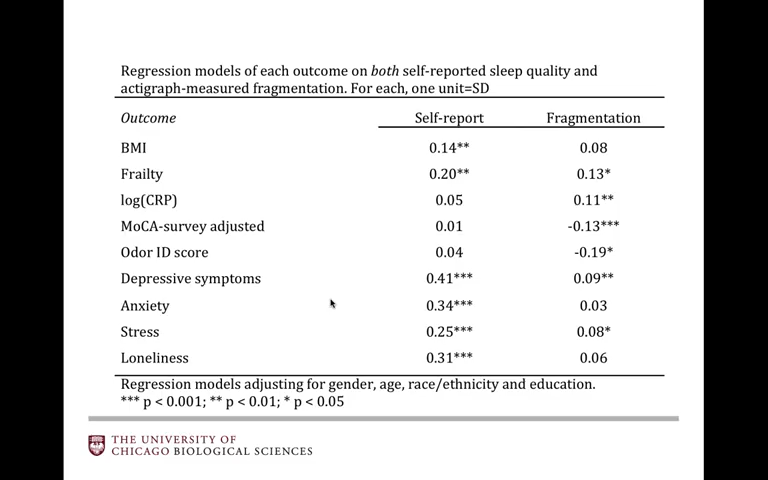 Regression models of each outcome on both self-reported sleep quality and
actigraph-measured fragmentation. For each, one unit=SD
Outcome Self-report Fragmentation
BMI 0.14** 0.08
Frailty 0.20** 0.13*
log(CRP) 0.05 0.11**
MoCA-survey adjusted 0.01 -0.13***
Odor ID score 0.04 -0.19*
Depressive symptoms 0.41*** 0.09**
Anxiety 0.34*** 0.03
Stress 0.25*** 0.08*
Loneliness 0.31*** 0.06
Regression models adjusting for gender, age, race/ethnicity and education.
*** p < 0.001; ** p < 0.01; * p < 0.05
THE UNIVERSITY OF
CHICAGO BIOLOGICAL SCIENCES